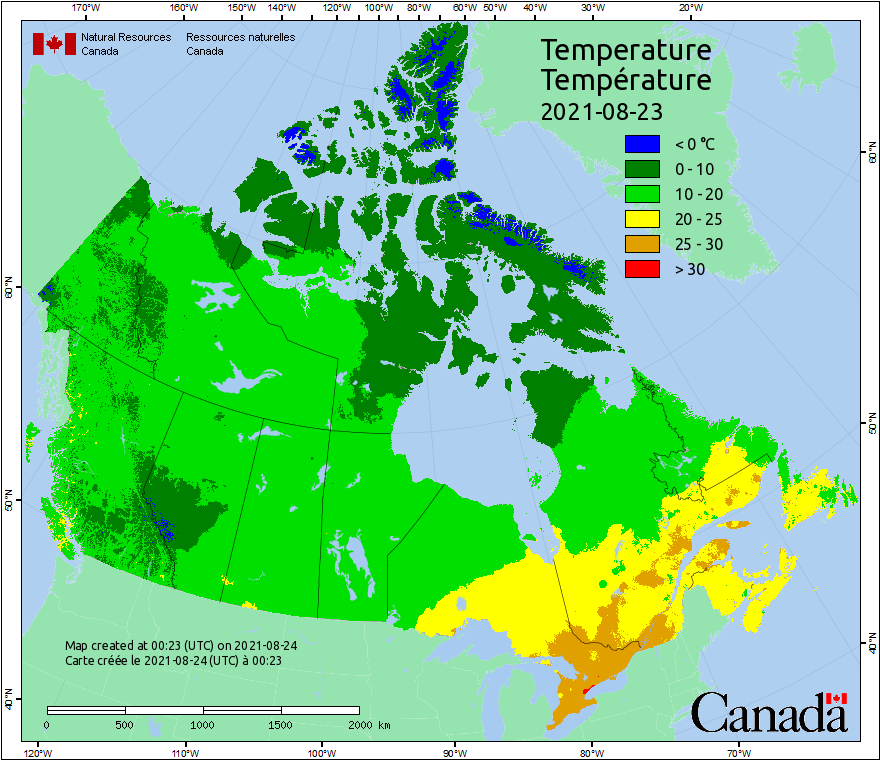 170°W 160°W 150°W 140°W 120°W 100°W 80°W 60°W 50°W 40°W 30°W 20°W
Natural Resources Ressources naturelles
Canada Canada
Temperature
Température
2021-08-23
< 0 °C
0 - 10
10 - 20
20 - 25
25 - 30
> 30
60°N
50°N
40°N
60°N
50°N
40°N
Map created at 00:23 (UTC) on 2021-08-24
Carte créée le 2021-08-24 (UTC) à 00:23
0 500 1000 1500 2000 km
Canada
120°W 110°W 100°W 90°W 80°W 70°W